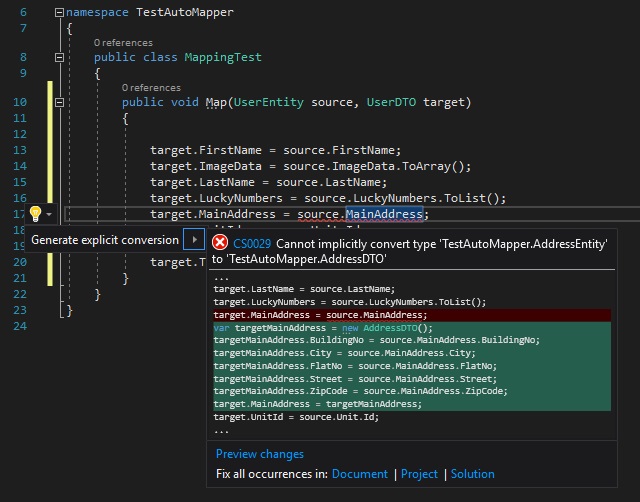 6 namespace TestAutoMapper
7 {
0 references
8 public class MappingTest
9 {
0 references
10 public void Map(UserEntity source, UserDTO target)
11 {
12
13 target.FirstName = source.FirstName;
14 target.ImageData = source.ImageData.ToArray();
15 target.LastName = source.LastName;
16 target.LuckyNumbers = source.LuckyNumbers.ToList();
17 target.MainAddress = source.MainAddress;
18
Generate explicit conversion
19
20 target.T
21 }
22 }
23 }
24
CS0029 Cannot implicitly convert type 'TestAutoMapper.AddressEntity'
to 'TestAutoMapper.AddressDTO'
...
target.LastName = source.LastName;
target.LuckyNumbers = source.LuckyNumbers.ToList();
target.MainAddress = source.MainAddress;
var targetMainAddress = new AddressDTO();
targetMainAddress.BuildingNo = source.MainAddress.BuildingNo;
targetMainAddress.City = source.MainAddress.City;
targetMainAddress.FlatNo = source.MainAddress.FlatNo;
targetMainAddress.Street = source.MainAddress.Street;
targetMainAddress.ZipCode = source.MainAddress.ZipCode;
target.MainAddress = targetMainAddress;
target.UnitId = source.Unit.Id;
...
Preview changes
Fix all occurrences in: Document | Project | Solution